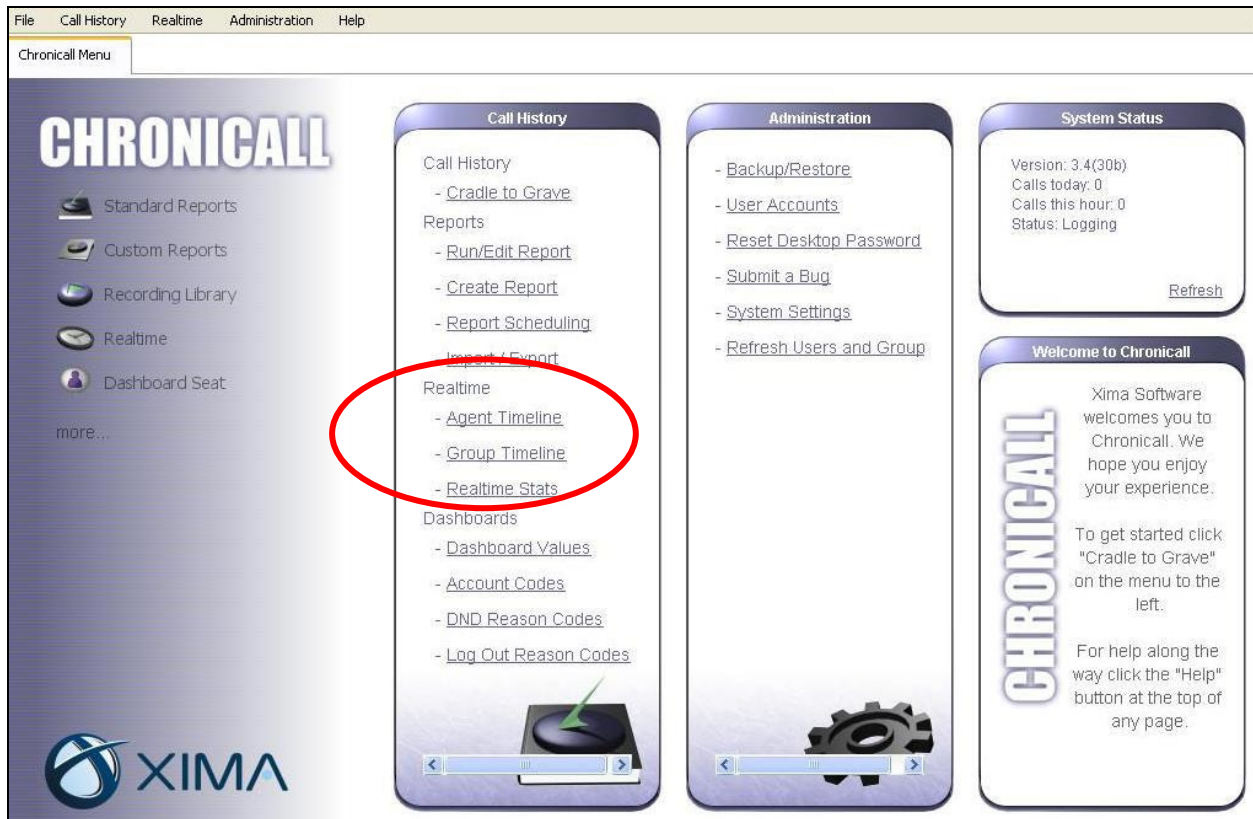 File Call History Realtime Administration Help
Chronicall Menu
CHRONICALL
Standard Reports
Custom Reports
Recording Library
Realtime
Dashboard Seat
more...
XIMA
Call History
Call History
- Cradle to Grave
Reports
- Run/Edit Report
- Create Report
- Report Scheduling
- Import / Export
Realtime
- Agent Timeline
- Group Timeline
- Realtime Stats
Dashboards
- Dashboard Values
- Account Codes
- DND Reason Codes
- Log Out Reason Codes
Administration
- Backup/Restore
- User Accounts
- Reset Desktop Password
- Submit a Bug
- System Settings
- Refresh Users and Group
System Status
Version: 3.4(30b)
Calls today: 0
Calls this hour: 0
Status: Logging
Refresh
Welcome to Chronicall
CHRONICALL
Xima Software
welcomes you to
Chronicall. We
hope you enjoy
your experience.
To get started click
"Cradle to Grave"
on the menu to the
left.
For help along the
way click the "Help"
button at the top of
any page.